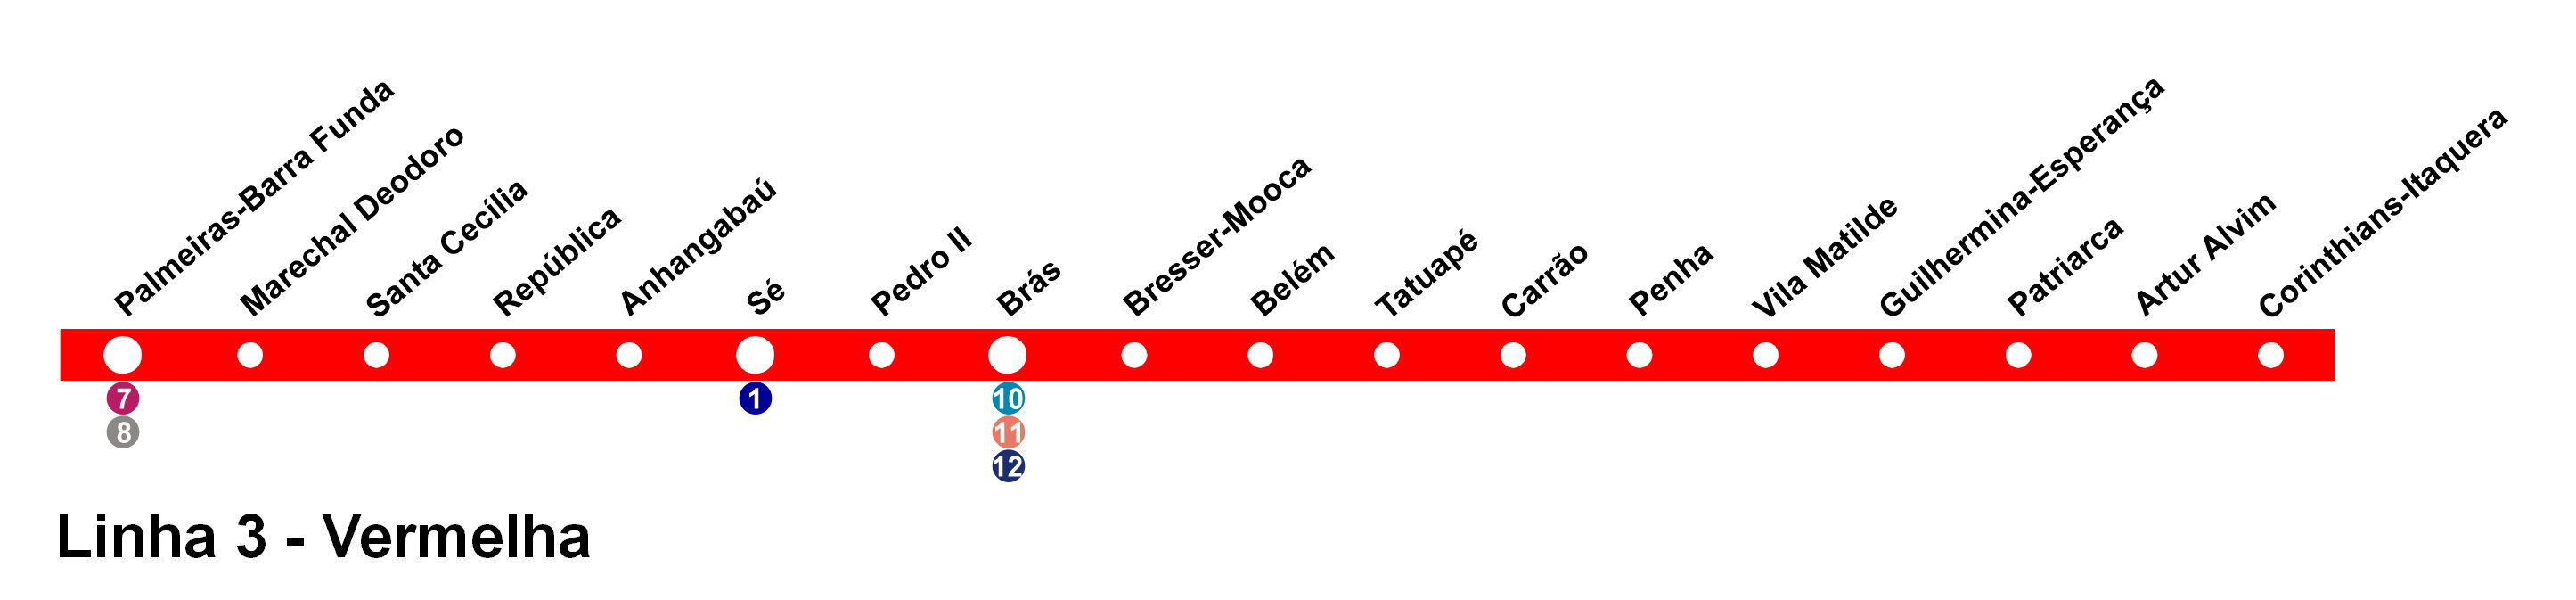 Palmeiras-Barra Funda
Marechal Deodoro
Santa Cecília
República
Anhangabaú
Sé
Pedro II
Brás
Bresser-Mooca
Belém
Tatuapé
Carrão
Penha
Vila Matilde
Guilhermina-Esperança
Patriarca
Artur Alvim
Corinthians-Itaquera
7
8
1
10
11
12
Linha 3 - Vermelha